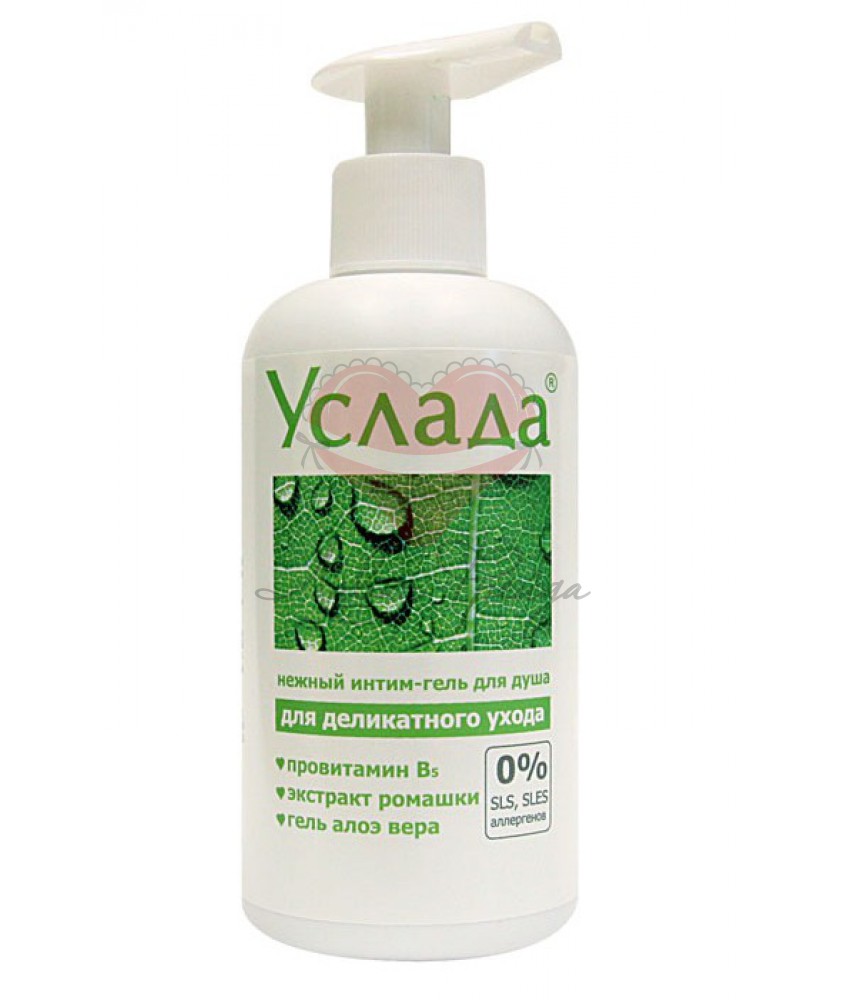 Услада®
нежный интим-гель для душа
для деликатного ухода
провитамин B₅
экстракт ромашки
гель алоэ вера
0%
SLS, SLES
аллергенов